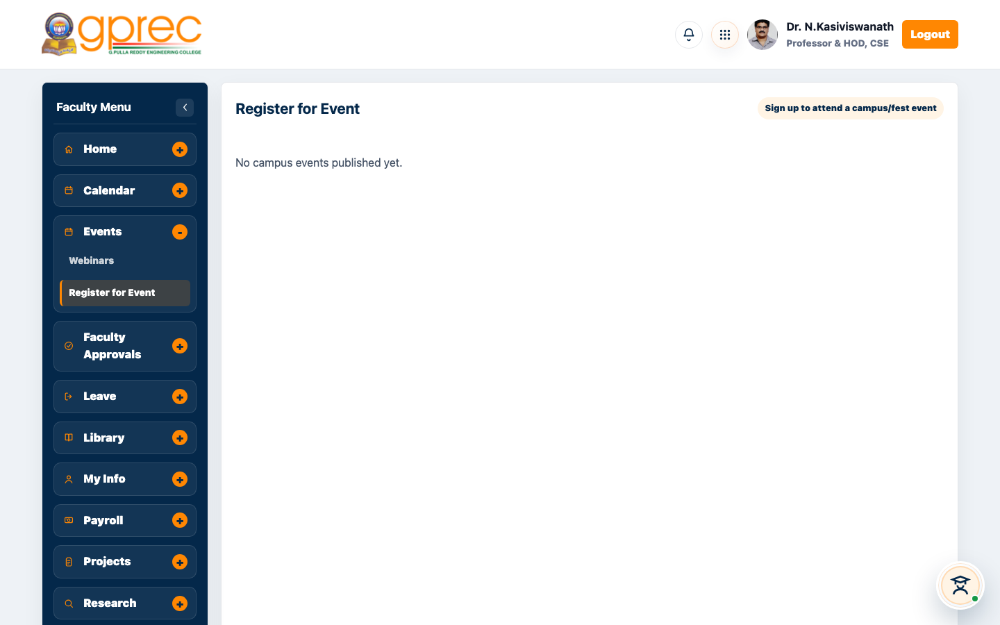 gprec
G.PULLA REDDY ENGINEERING COLLEGE
Dr. N.Kasiviswanath
Professor & HOD, CSE
Logout
Faculty Menu
Home
Calendar
Events
Webinars
Register for Event
Faculty
Approvals
Leave
Library
My Info
Payroll
Projects
Research
Register for Event
Sign up to attend a campus/fest event
No campus events published yet.